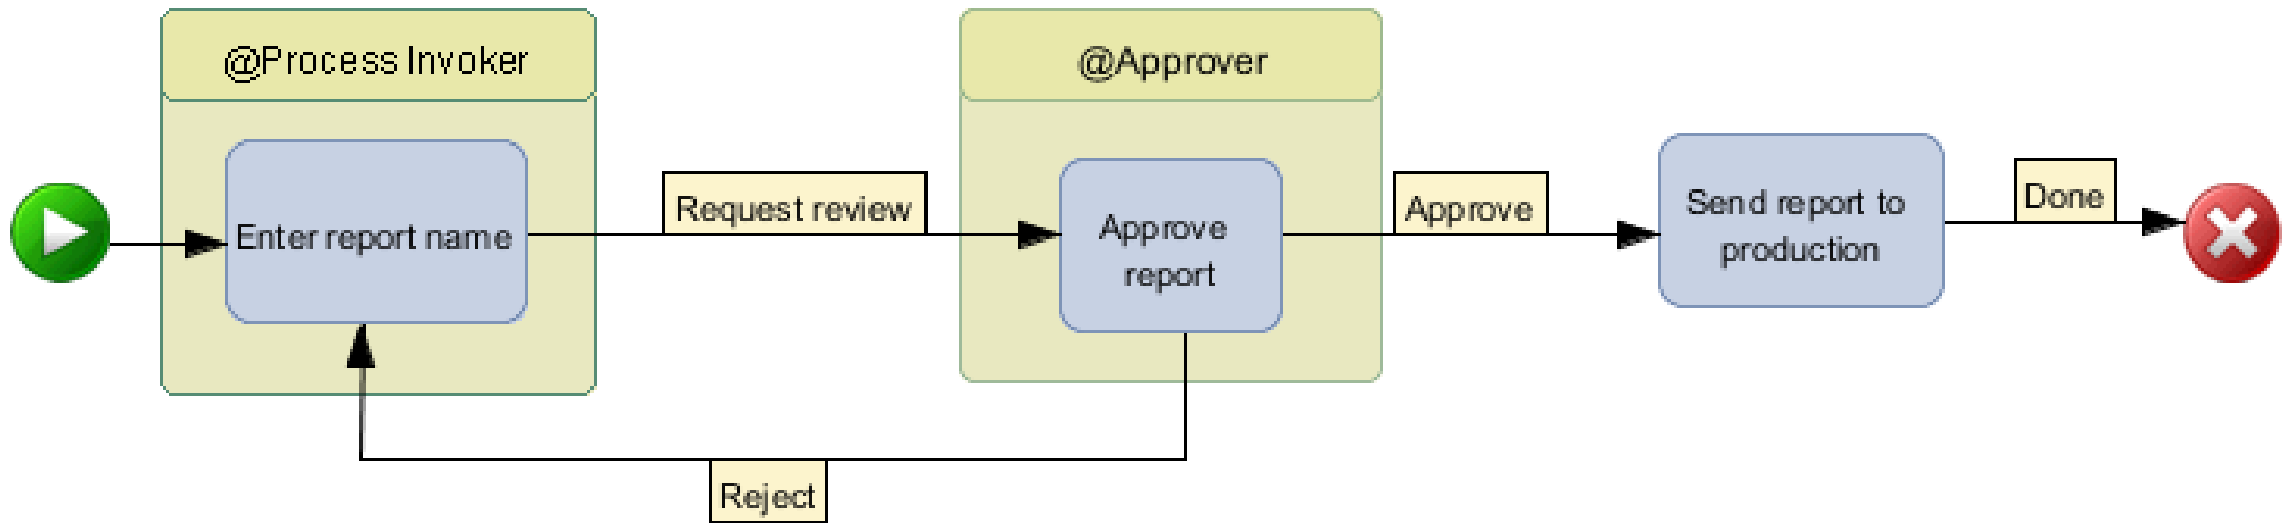 @Process Invoker
@Approver
Enter report name
Request review
Approve
report
Approve
Send report to
production
Done
Reject